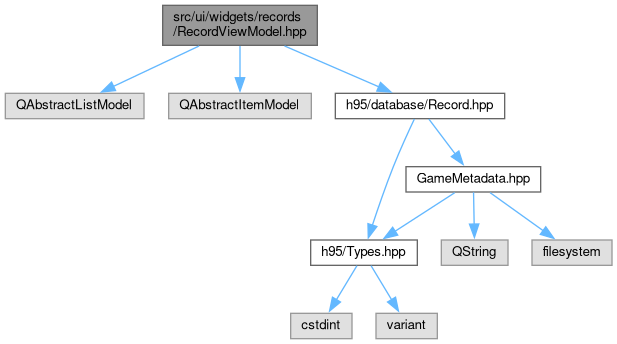 src/ui/widgets/records
/RecordViewModel.hpp
QAbstractListModel
QAbstractItemModel
h95/database/Record.hpp
GameMetadata.hpp
h95/Types.hpp
QString
filesystem
cstdint
variant